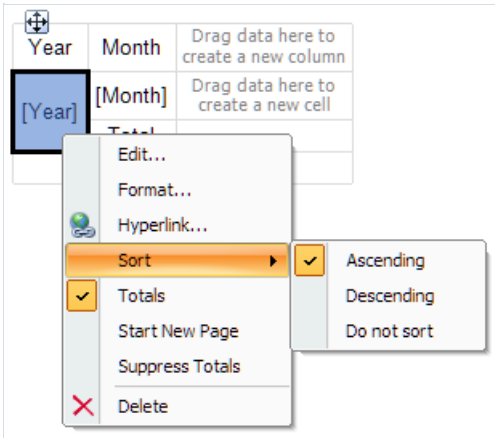 Year
Month
Drag data here to
create a new column
[Year]
[Month]
Drag data here to
create a new cell
Total
Edit...
Format...
Hyperlink...
Sort
Totals
Start New Page
Suppress Totals
Delete
Ascending
Descending
Do not sort